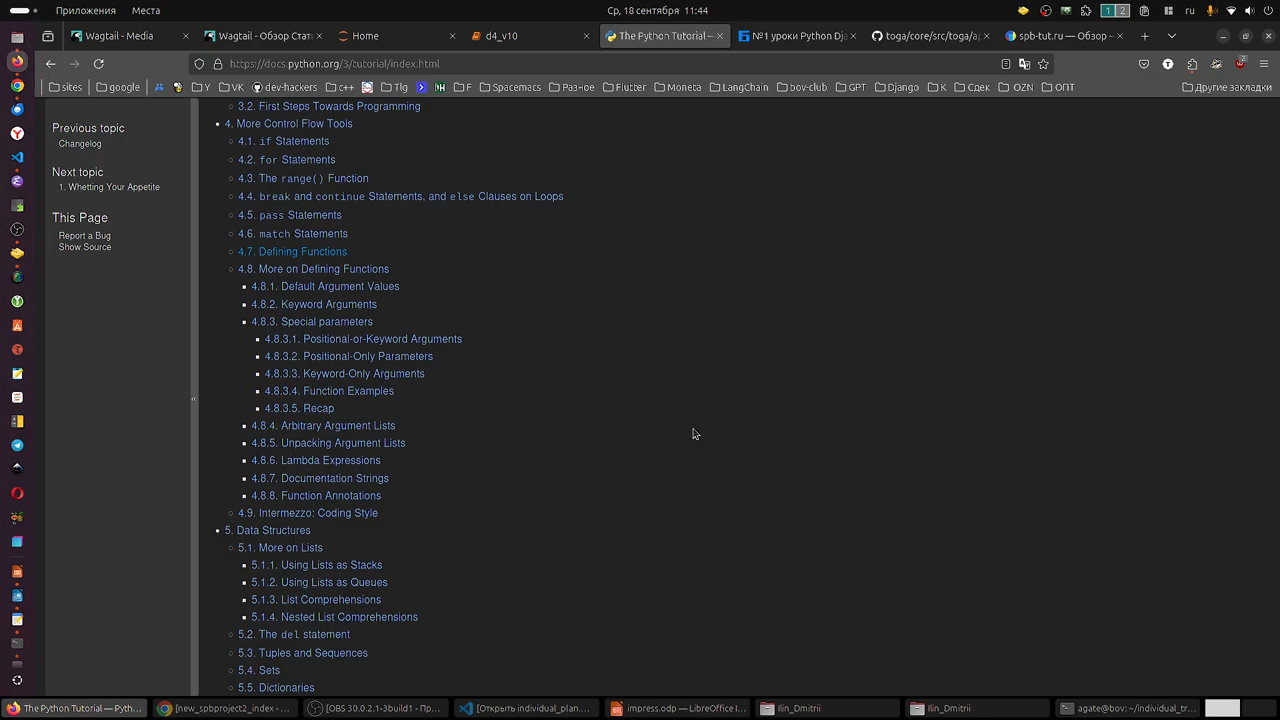 Приложения Места Ср, 18 сентября 11:44 1 2 ru
Wagtail - Media Wagtail - Обзор Стат Home d4_v10 The Python Tutorial — №1 уроки Python Dj toga/core/src/toga/a spb-tut.ru — Обзор -
https://docs.python.org/3/tutorial/index.html
sites google Y VK dev-hackers c++ Tlg F Spacemacs Разное Flutter Moneta LangChain bov-club GPT Django K Сдек OZN ОПТ Другие закладки
Previous topic
Changelog
Next topic
1. Whetting Your Appetite
This Page
Report a Bug
Show Source
3.2. First Steps Towards Programming
4. More Control Flow Tools
4.1. if Statements
4.2. for Statements
4.3. The range() Function
4.4. break and continue Statements, and else Clauses on Loops
4.5. pass Statements
4.6. match Statements
4.7. Defining Functions
4.8. More on Defining Functions
4.8.1. Default Argument Values
4.8.2. Keyword Arguments
4.8.3. Special parameters
4.8.3.1. Positional-or-Keyword Arguments
4.8.3.2. Positional-Only Parameters
4.8.3.3. Keyword-Only Arguments
4.8.3.4. Function Examples
4.8.3.5. Recap
4.8.4. Arbitrary Argument Lists
4.8.5. Unpacking Argument Lists
4.8.6. Lambda Expressions
4.8.7. Documentation Strings
4.8.8. Function Annotations
4.9. Intermezzo: Coding Style
5. Data Structures
5.1. More on Lists
5.1.1. Using Lists as Stacks
5.1.2. Using Lists as Queues
5.1.3. List Comprehensions
5.1.4. Nested List Comprehensions
5.2. The del statement
5.3. Tuples and Sequences
5.4. Sets
5.5. Dictionaries
The Python Tutorial — Pyth... [new_spbproject2_index - ... [OBS 30.0.2.1-3build1 - Пр... [Открыть individual_plan.... impress.odp — LibreOffice I... Ilin_Dmitrii Ilin_Dmitrii agate@bov: ~/individual_tr...